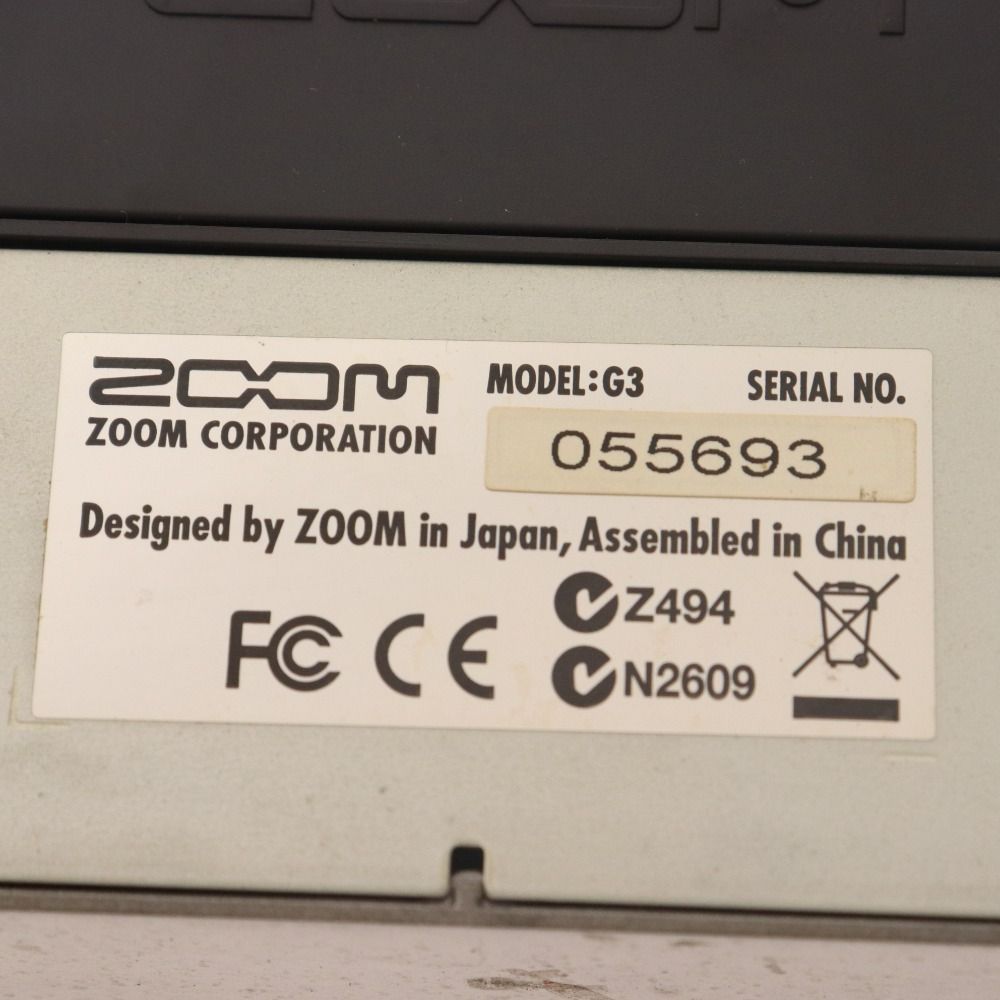 ZOOM
ZOOM
ZOOM CORPORATION
MODEL:G3
SERIAL NO.
055693
Designed by ZOOM in Japan, Assembled in China
FC CE
Z494
N2609